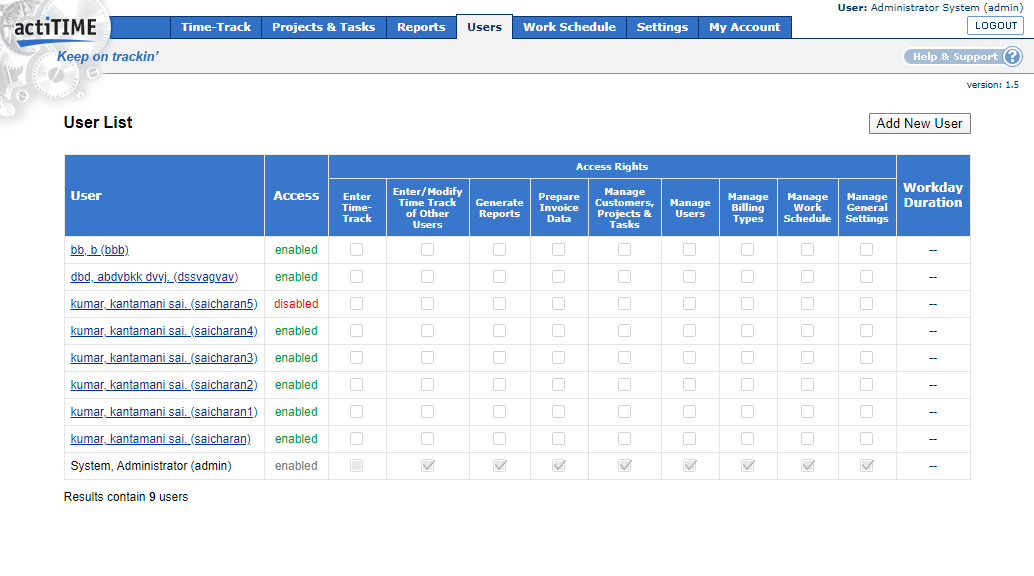 User: Administrator System (admin)
actiTIME
Time-Track Projects & Tasks Reports Users Work Schedule Settings My Account LOGOUT
Keep on trackin'
Help & Support ?
version: 1.5
User List
Add New User
User Access Access Rights Workday Duration
Enter Time-Track
Enter/Modify Time Track of Other Users
Generate Reports
Prepare Invoice Data
Manage Customers, Projects & Tasks
Manage Users
Manage Billing Types
Manage Work Schedule
Manage General Settings
bb, b (bbb) enabled --
dbd, abdvbkk dvvj. (dssvagvav) enabled --
kumar, kantamani sai. (saicharan5) disabled --
kumar, kantamani sai. (saicharan4) enabled --
kumar, kantamani sai. (saicharan3) enabled --
kumar, kantamani sai. (saicharan2) enabled --
kumar, kantamani sai. (saicharan1) enabled --
kumar, kantamani sai. (saicharan) enabled --
System, Administrator (admin) enabled --
Results contain 9 users